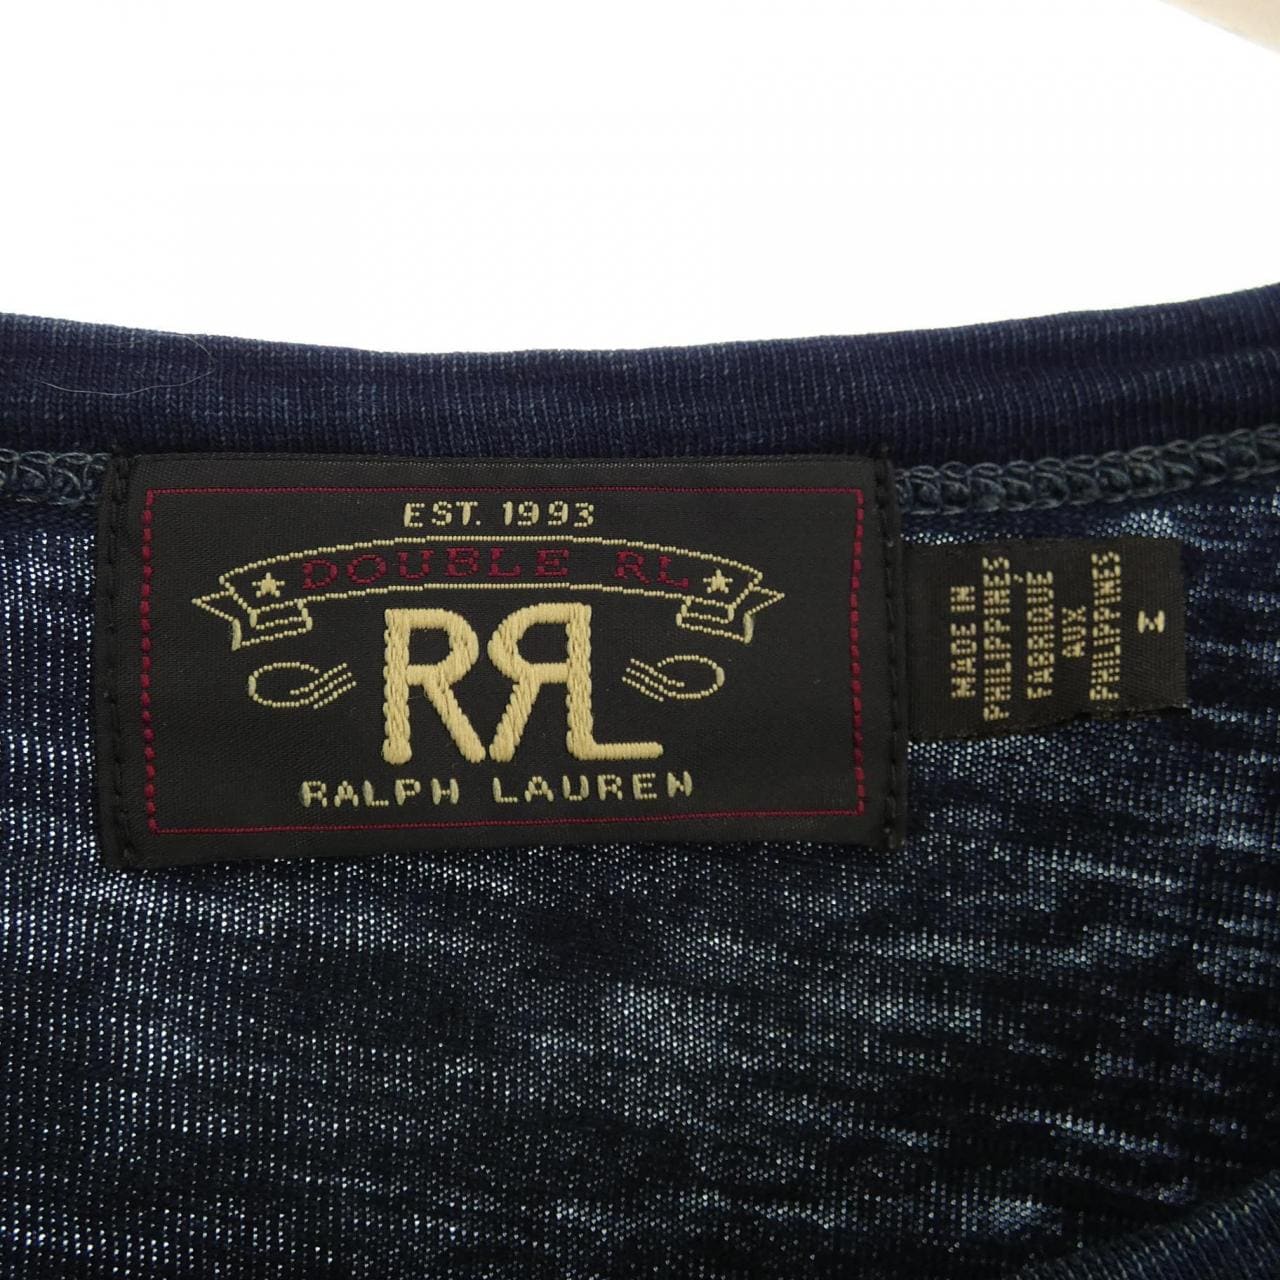 EST. 1993
DOUBLE RL
RRL
RALPH LAUREN
MADE IN
PHILIPPINES
FABRIQUÉ
AUX
PHILIPPINES
M